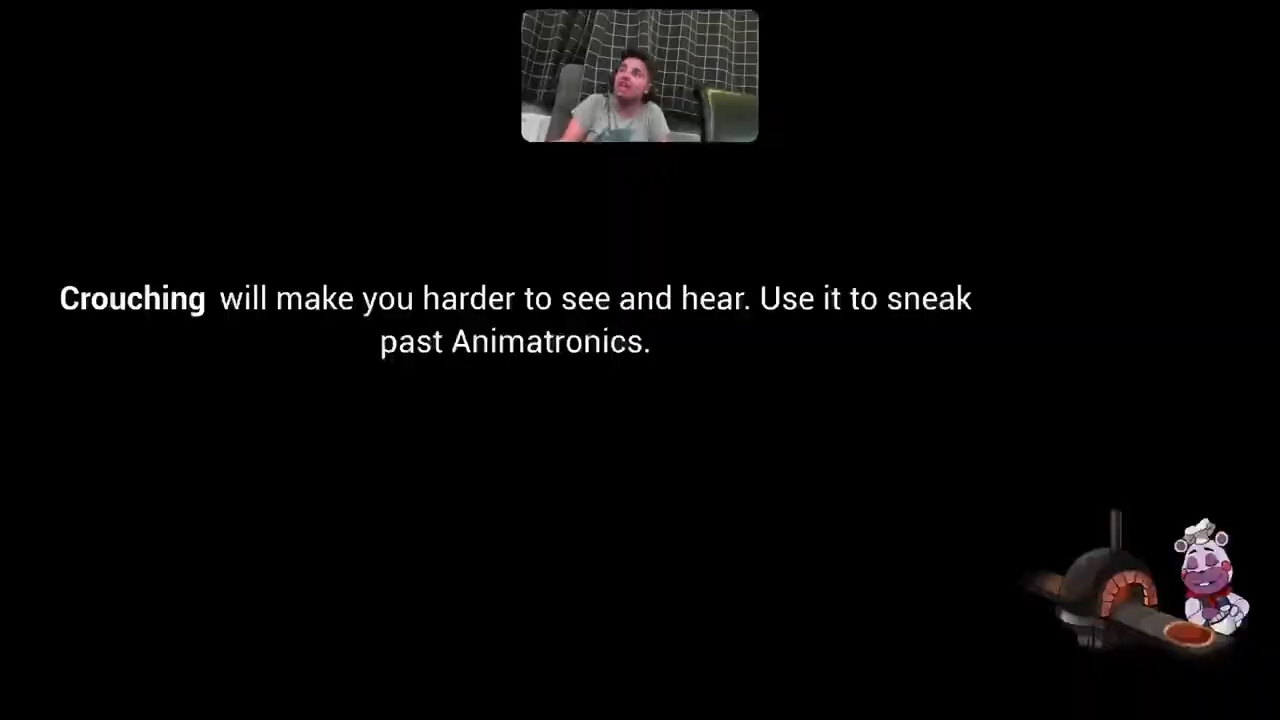 Crouching will make you harder to see and hear. Use it to sneak
past Animatronics.